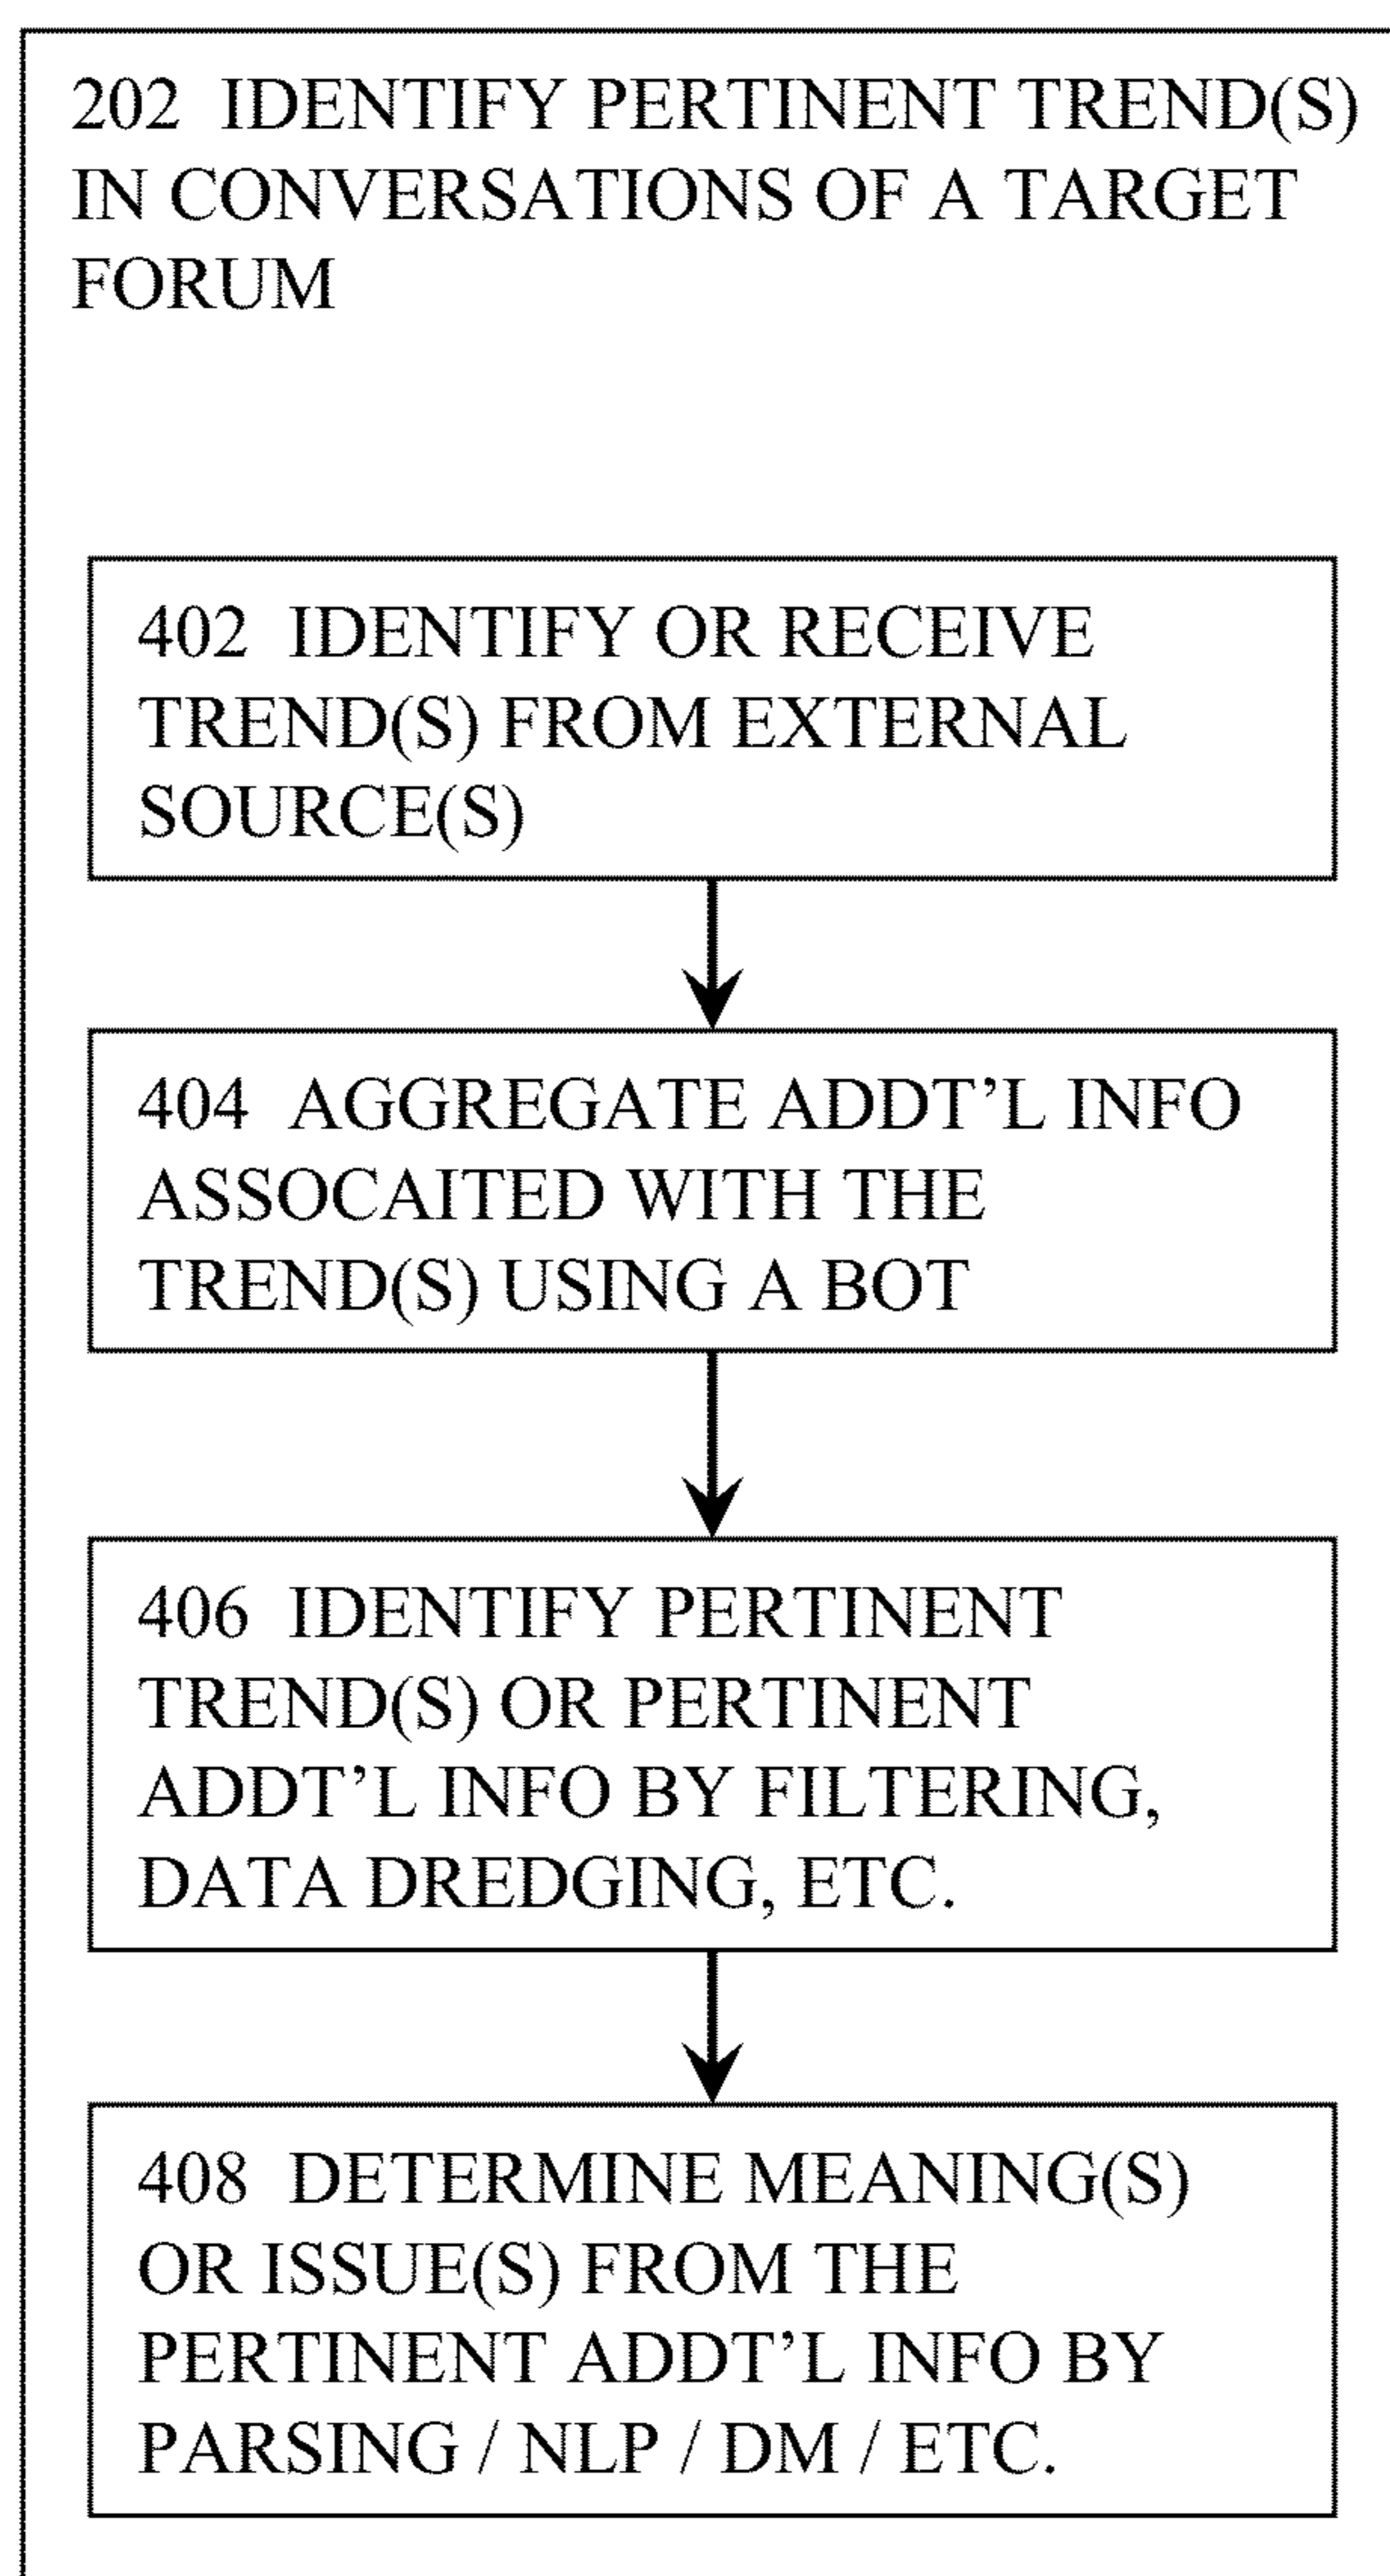 202 IDENTIFY PERTINENT TREND(S)
IN CONVERSATIONS OF A TARGET
FORUM
402 IDENTIFY OR RECEIVE
TREND(S) FROM EXTERNAL
SOURCE(S)
404 AGGREGATE ADDT’L INFO
ASSOCAITED WITH THE
TREND(S) USING A BOT
406 IDENTIFY PERTINENT
TREND(S) OR PERTINENT
ADDT’L INFO BY FILTERING,
DATA DREDGING, ETC.
408 DETERMINE MEANING(S)
OR ISSUE(S) FROM THE
PERTINENT ADDT’L INFO BY
PARSING / NLP / DM / ETC.